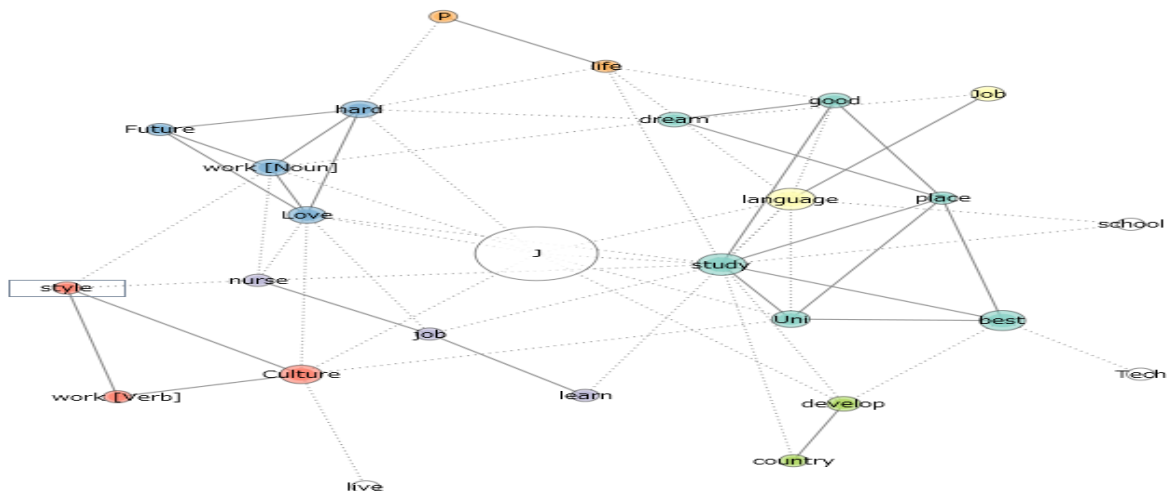 P
life
hard
good
Job
Future
dream
work [Noun]
language
place
Love
school
J
study
nurse
style
Uni
best
job
Culture
Tech
work [Verb]
learn
develop
country
live